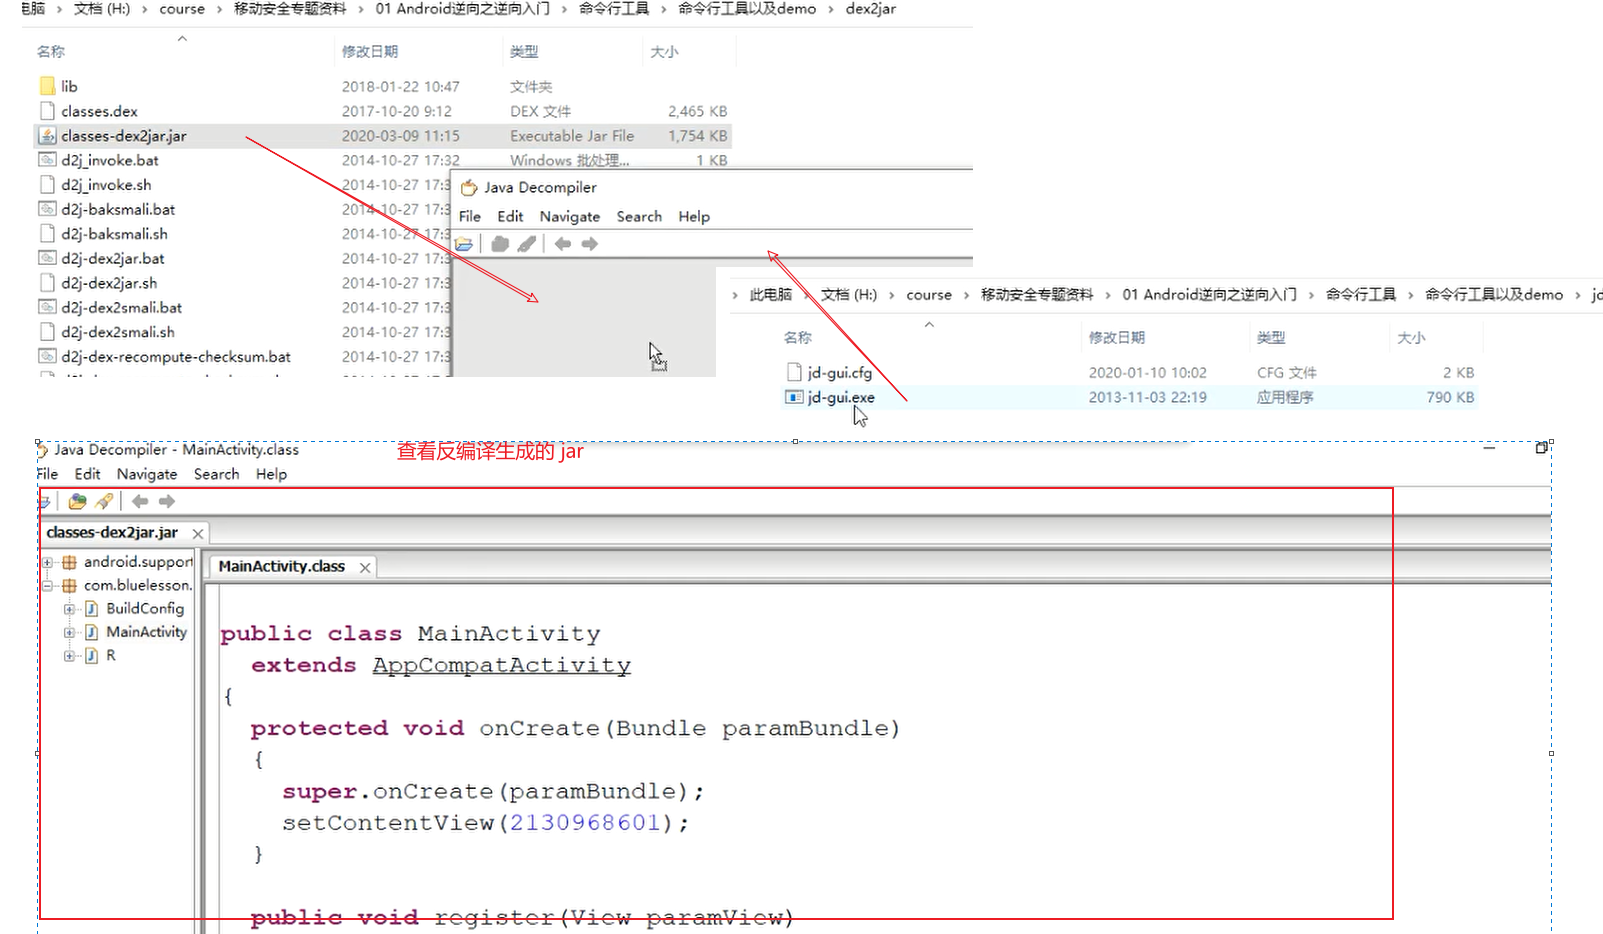 电脑 › 文档 (H:) › course › 移动安全专题资料 › 01 Android逆向之逆向入门 › 命令行工具 › 命令行工具以及demo › dex2jar
名称 修改日期 类型 大小
lib 2018-01-22 10:47 文件夹
classes.dex 2017-10-20 9:12 DEX 文件 2,465 KB
classes-dex2jar.jar 2020-03-09 11:15 Executable Jar File 1,754 KB
d2j_invoke.bat 2014-10-27 17:32 Windows 批处理... 1 KB
d2j_invoke.sh 2014-10-27 17:3
d2j-baksmali.bat 2014-10-27 17:3
d2j-baksmali.sh 2014-10-27 17:3
d2j-dex2jar.bat 2014-10-27 17:3
d2j-dex2jar.sh 2014-10-27 17:3
d2j-dex2smali.bat 2014-10-27 17:3
d2j-dex2smali.sh 2014-10-27 17:3
d2j-dex-recompute-checksum.bat 2014-10-27 17:3
Java Decompiler
File Edit Navigate Search Help
› 此电脑 › 文档 (H:) › course › 移动安全专题资料 › 01 Android逆向之逆向入门 › 命令行工具 › 命令行工具以及demo › jd
名称 修改日期 类型 大小
jd-gui.cfg 2020-01-10 10:02 CFG 文件 2 KB
jd-gui.exe 2013-11-03 22:19 应用程序 790 KB
Java Decompiler - MainActivity.class
查看反编译生成的 jar
File Edit Navigate Search Help
classes-dex2jar.jar
android.support
com.bluelesson.
BuildConfig
MainActivity
R
MainActivity.class
public class MainActivity
extends AppCompatActivity
{
protected void onCreate(Bundle paramBundle)
{
super.onCreate(paramBundle);
setContentView(2130968601);
}
public void register(View paramView)